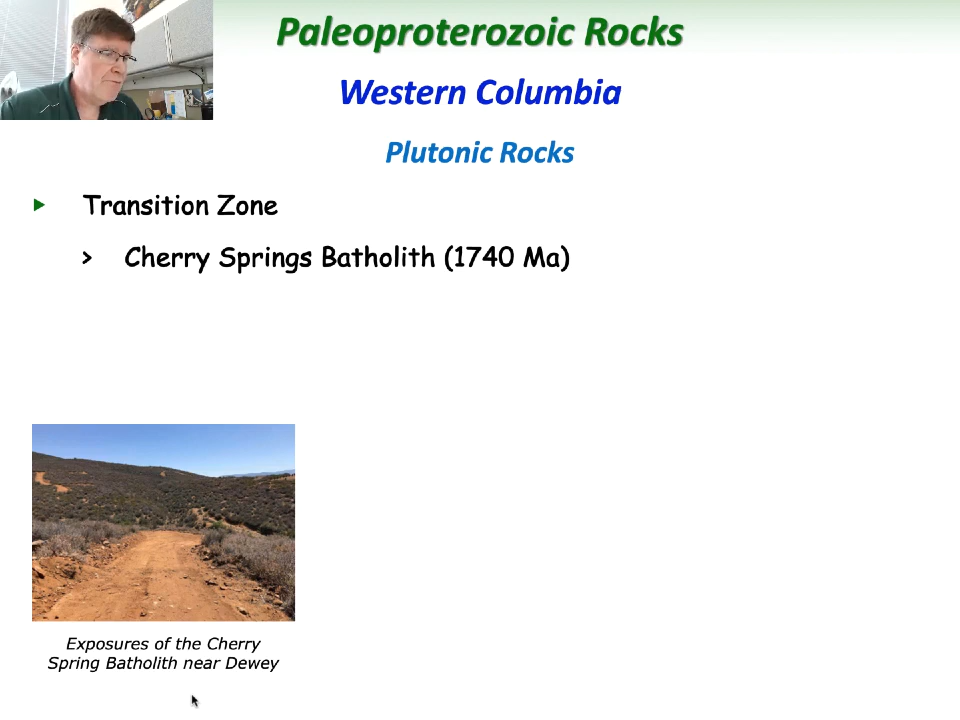 Paleoproterozoic Rocks
Western Columbia
Plutonic Rocks
Transition Zone
> Cherry Springs Batholith (1740 Ma)
Exposures of the Cherry
Spring Batholith near Dewey